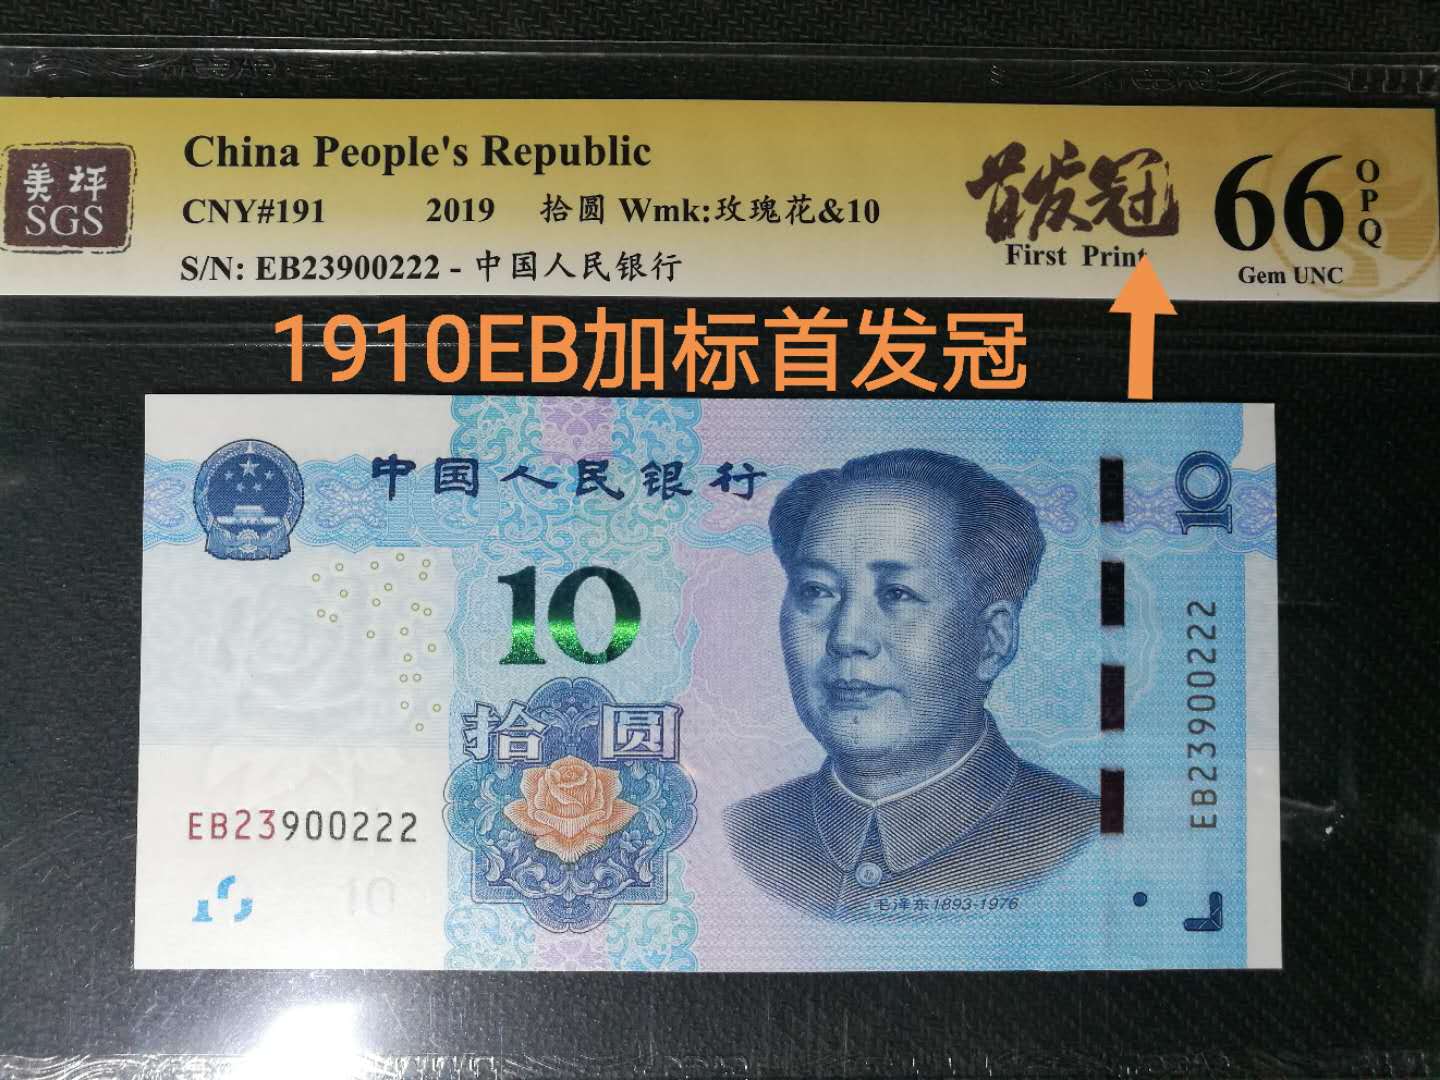 美评
SGS
China People's Republic
CNY#191 2019 拾圆 Wmk:玫瑰花&10
S/N: EB23900222 - 中国人民银行
首发冠
First Print
66
OPQ
Gem UNC
1910EB加标首发冠
中国人民银行
10
10
拾圆
EB23900222
EB23900222
10
毛泽东1893-1976